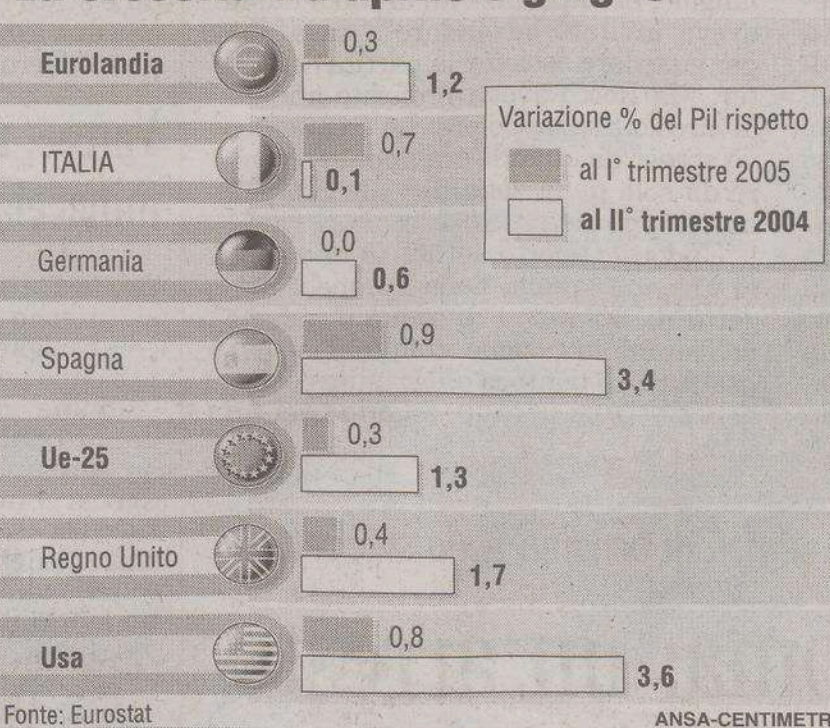 Eurolandia
0,3
1,2
Variazione % del Pil rispetto
al I° trimestre 2005
al II° trimestre 2004
ITALIA
0,7
0,1
Germania
0,0
0,6
Spagna
0,9
3,4
Ue-25
0,3
1,3
Regno Unito
0,4
1,7
Usa
0,8
3,6
Fonte: Eurostat
ANSA-CENTIMETR